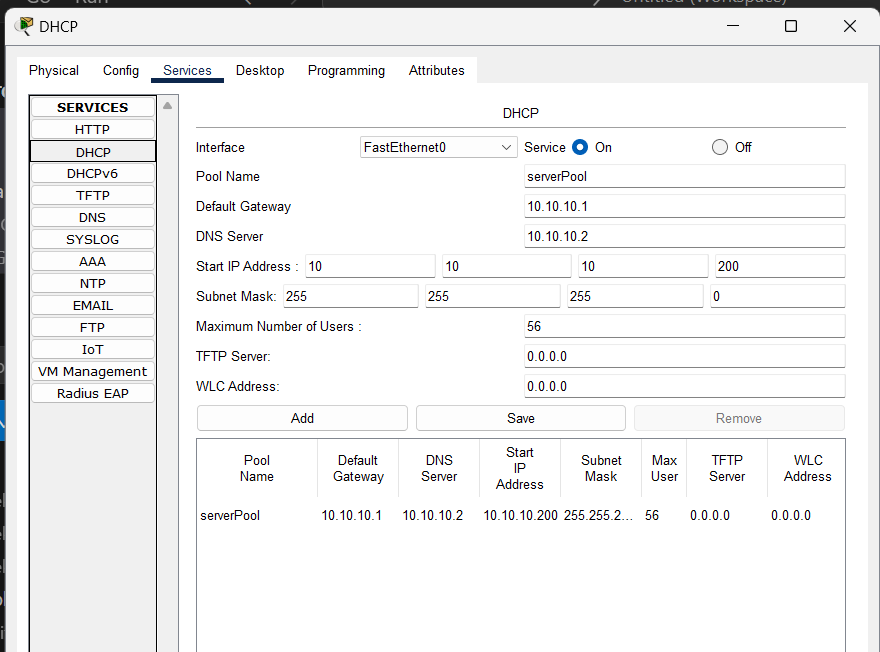 DHCP
Physical Config Services Desktop Programming Attributes
SERVICES
HTTP
DHCP
DHCPv6
TFTP
DNS
SYSLOG
AAA
NTP
EMAIL
FTP
IoT
VM Management
Radius EAP
DHCP
Interface FastEthernet0 Service On Off
Pool Name serverPool
Default Gateway 10.10.10.1
DNS Server 10.10.10.2
Start IP Address : 10 10 10 200
Subnet Mask: 255 255 255 0
Maximum Number of Users : 56
TFTP Server: 0.0.0.0
WLC Address: 0.0.0.0
Add Save Remove
Pool Name Default Gateway DNS Server Start IP Address Subnet Mask Max User TFTP Server WLC Address
serverPool 10.10.10.1 10.10.10.2 10.10.10.200 255.255.2... 56 0.0.0.0 0.0.0.0